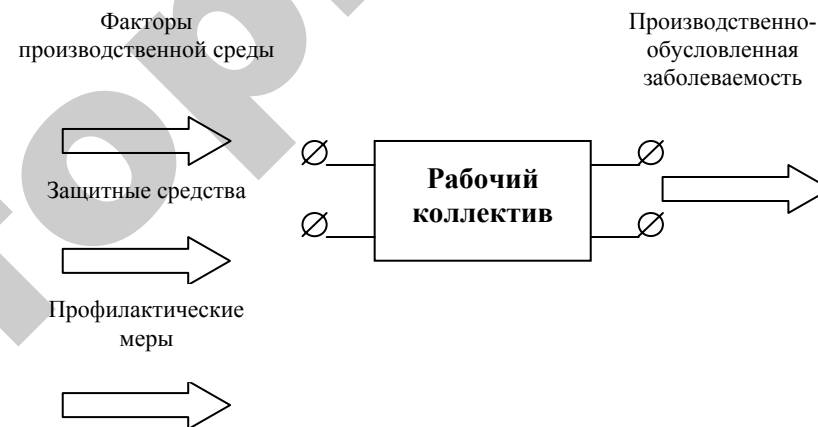 Факторы
производственной среды
Производственно-
обусловленная
заболеваемость
Защитные средства
Рабочий
коллектив
Профилактические
меры